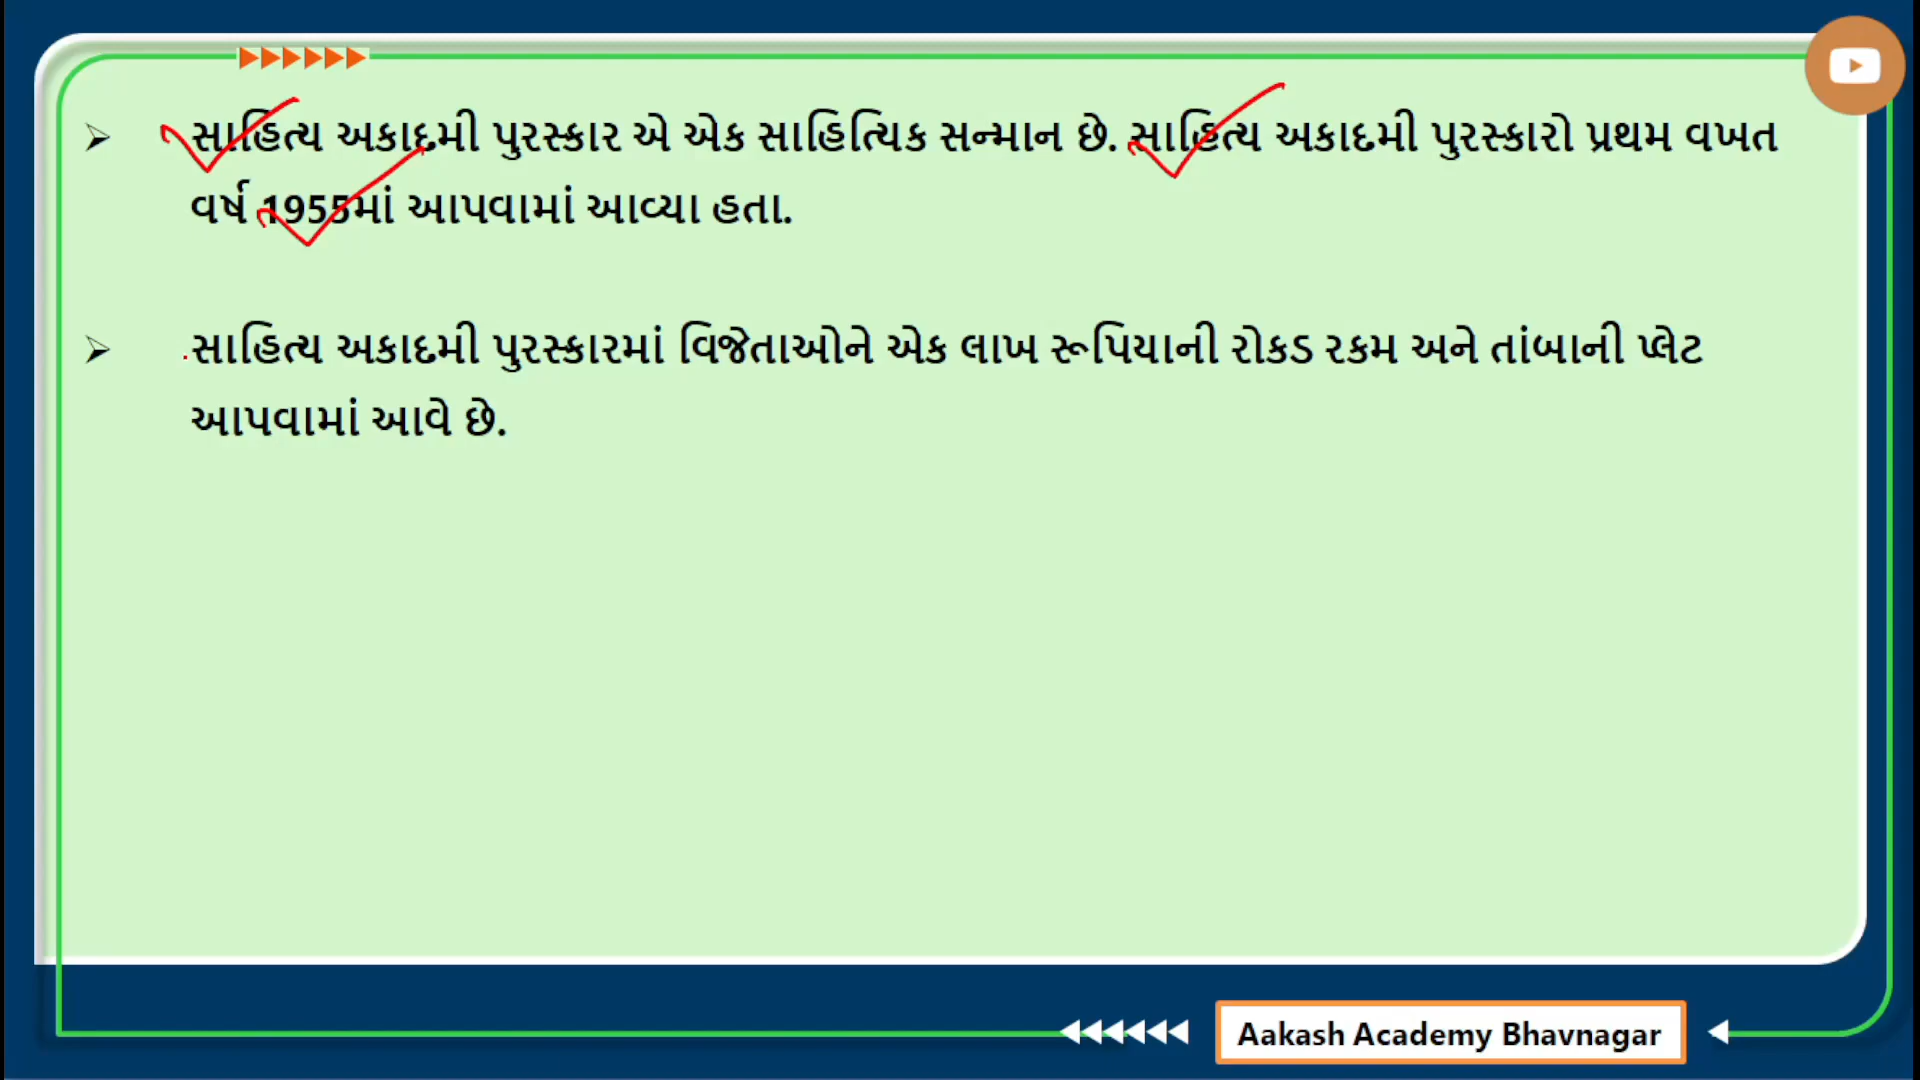 સાહિત્ય અકાદમી પુરસ્કાર એ એક સાહિત્યિક સન્માન છે. સાહિત્ય અકાદમી પુરસ્કારો પ્રથમ વખત
વર્ષ 1955માં આપવામાં આવ્યા હતા.
સાહિત્ય અકાદમી પુરસ્કારમાં વિજેતાઓને એક લાખ રૂપિયાની રોકડ રકમ અને તાંબાની પ્લેટ
આપવામાં આવે છે.
Aakash Academy Bhavnagar